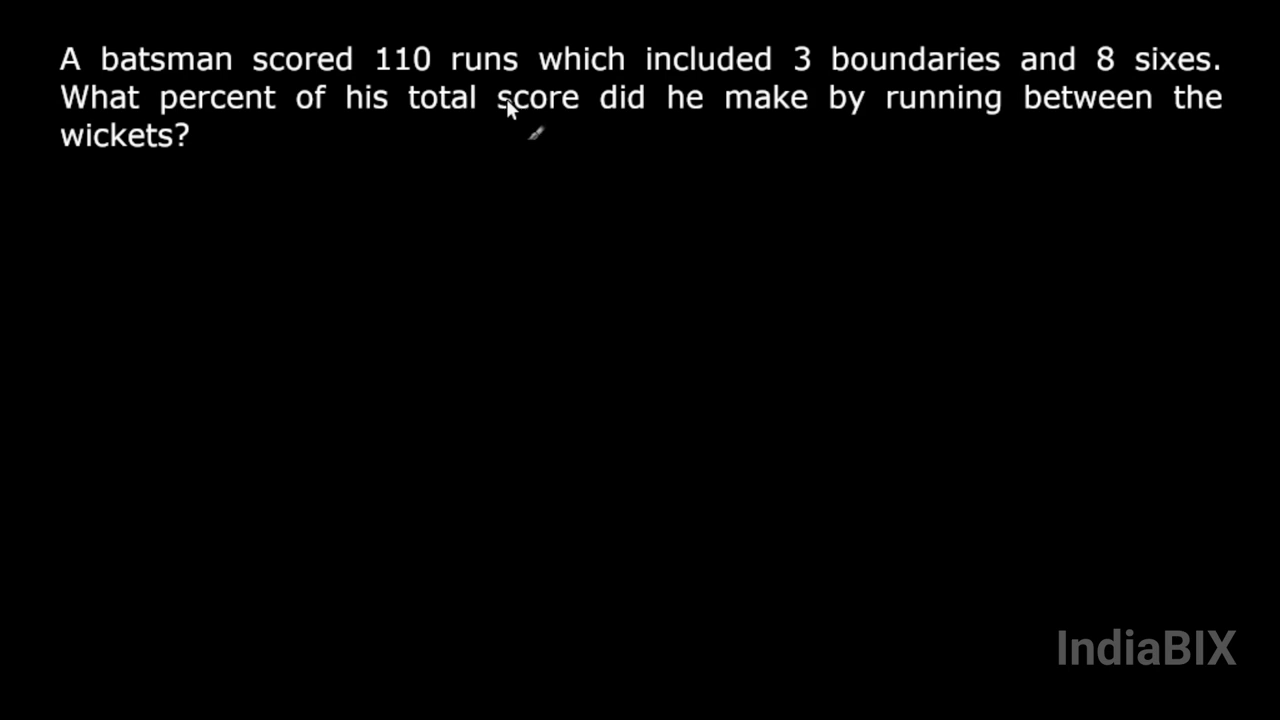 A batsman scored 110 runs which included 3 boundaries and 8 sixes.
What percent of his total score did he make by running between the
wickets?
IndiaBIX